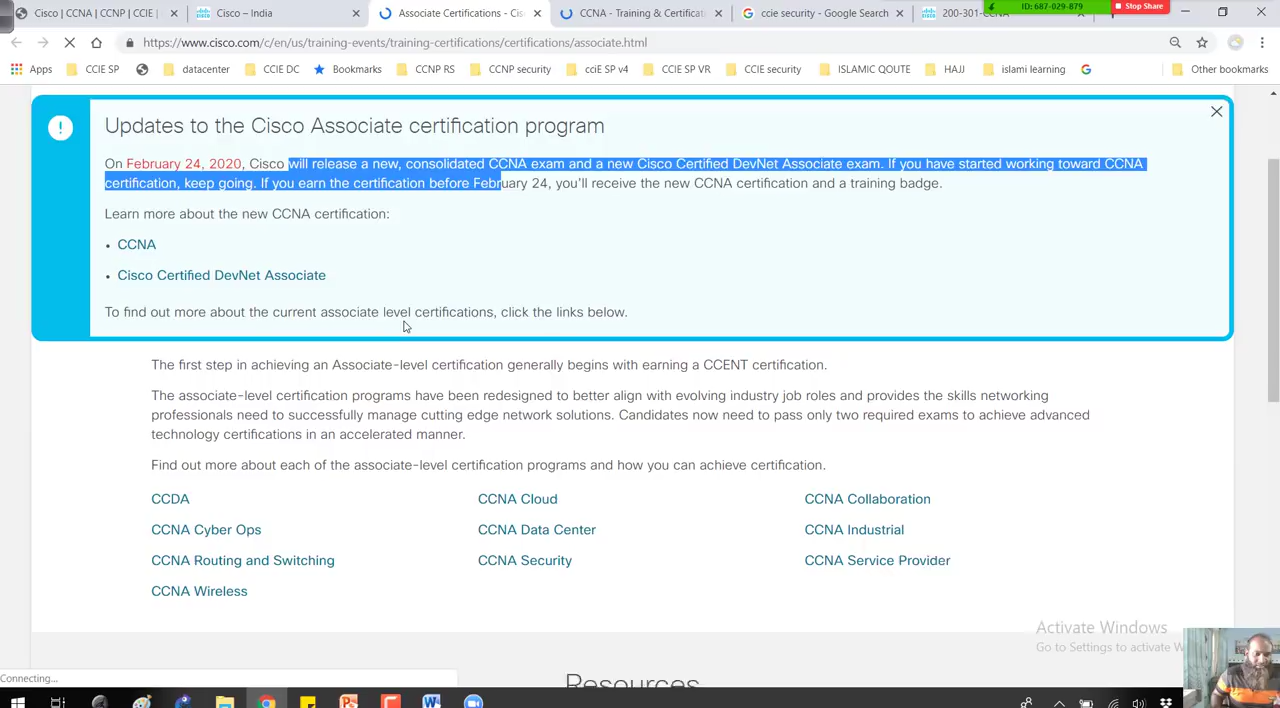 Cisco | CCNA | CCNP | CCIE |
Cisco – India
Associate Certifications - Cis
CCNA - Training & Certificat
ccie security - Google Search
200-301-CCNA
ID: 687-029-879
Stop Share
https://www.cisco.com/c/en/us/training-events/training-certifications/certifications/associate.html
Apps
CCIE SP
datacenter
CCIE DC
Bookmarks
CCNP RS
CCNP security
cciE SP v4
CCIE SP VR
CCIE security
ISLAMIC QOUTE
HAJJ
islami learning
Other bookmarks
Updates to the Cisco Associate certification program
On February 24, 2020, Cisco will release a new, consolidated CCNA exam and a new Cisco Certified DevNet Associate exam. If you have started working toward CCNA
certification, keep going. If you earn the certification before February 24, you'll receive the new CCNA certification and a training badge.
Learn more about the new CCNA certification:
• CCNA
• Cisco Certified DevNet Associate
To find out more about the current associate level certifications, click the links below.
The first step in achieving an Associate-level certification generally begins with earning a CCENT certification.
The associate-level certification programs have been redesigned to better align with evolving industry job roles and provides the skills networking
professionals need to successfully manage cutting edge network solutions. Candidates now need to pass only two required exams to achieve advanced
technology certifications in an accelerated manner.
Find out more about each of the associate-level certification programs and how you can achieve certification.
CCDA
CCNA Cloud
CCNA Collaboration
CCNA Cyber Ops
CCNA Data Center
CCNA Industrial
CCNA Routing and Switching
CCNA Security
CCNA Service Provider
CCNA Wireless
Activate Windows
Go to Settings to activate W
Connecting...
Resources